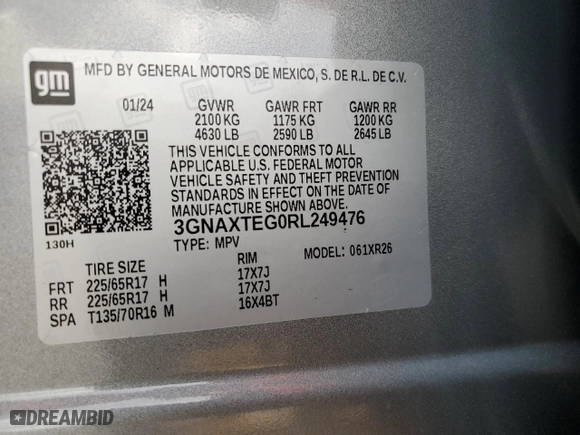 gm
MFD BY GENERAL MOTORS DE MEXICO, S. DE R.L. DE C.V.
01/24 GVWR GAWR FRT GAWR RR
2100 KG 1175 KG 1200 KG
4630 LB 2590 LB 2645 LB
THIS VEHICLE CONFORMS TO ALL
APPLICABLE U.S. FEDERAL MOTOR
VEHICLE SAFETY AND THEFT PREVENTION
STANDARDS IN EFFECT ON THE DATE OF
MANUFACTURE SHOWN ABOVE.
130H
3GNAXTEG0RL249476
TYPE: MPV MODEL: 061XR26
TIRE SIZE RIM
FRT 225/65R17 H 17X7J
RR 225/65R17 H 17X7J
SPA T135/70R16 M 16X4BT
DREAMBID